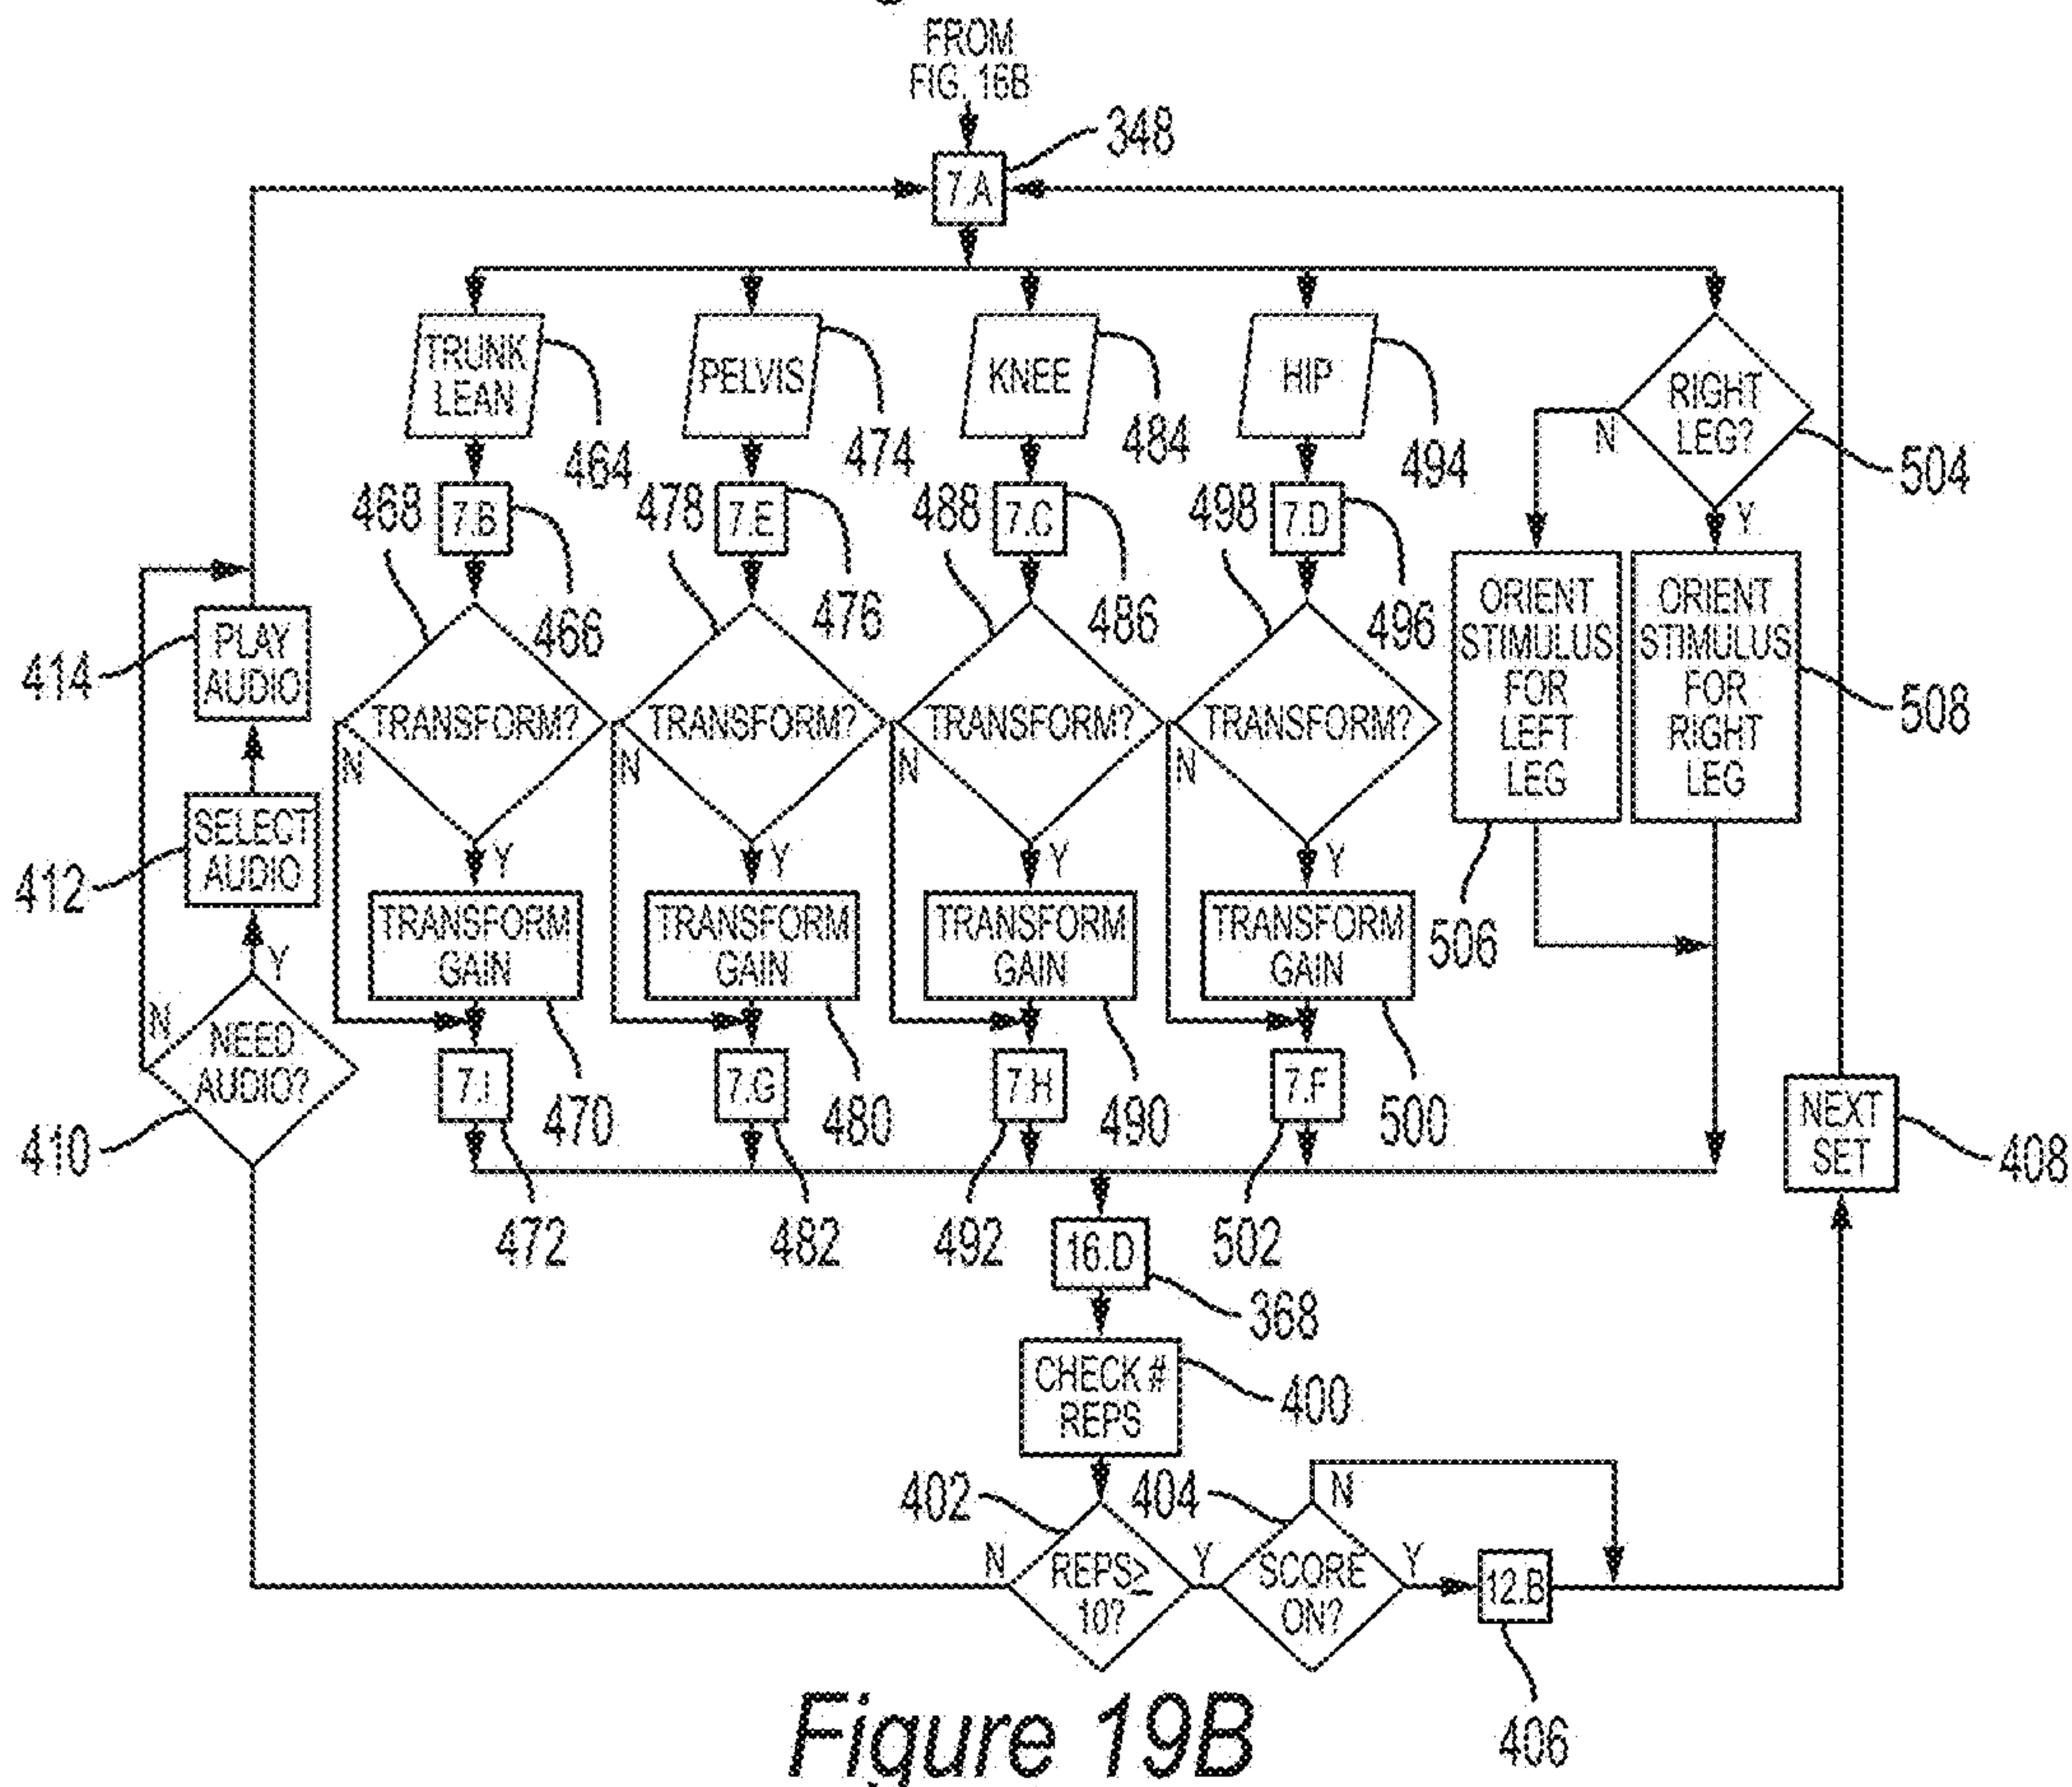 FROM
FIG. 16B
348
7.A
TRUNK
LEAN
PELVIS
KNEE
HIP
RIGHT
LEG?
464
474
484
494
504
N
Y
468
7.B
478
7.E
488
7.C
498
7.D
466
476
486
496
ORIENT
STIMULUS
FOR
LEFT
LEG
ORIENT
STIMULUS
FOR
RIGHT
LEG
508
506
414
PLAY
AUDIO
TRANSFORM?
TRANSFORM?
TRANSFORM?
TRANSFORM?
N
N
N
N
Y
Y
Y
Y
412
SELECT
AUDIO
TRANSFORM
GAIN
TRANSFORM
GAIN
TRANSFORM
GAIN
TRANSFORM
GAIN
Y
N
NEED
AUDIO?
410
7.I
470
7.G
480
7.H
490
7.F
500
NEXT
SET
408
472
482
492
502
16.D
368
CHECK #
REPS
400
402
404
N
N
REPS≥
10?
Y
SCORE
ON?
Y
12.B
406
Figure 19B